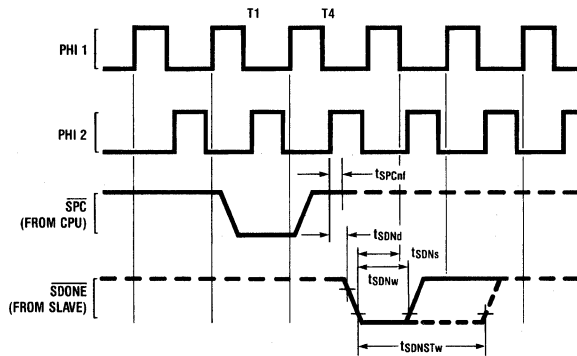 T1 T4
PHI 1
PHI 2
tSPCnf
SPC
(FROM CPU)
tSDNd
tSDNs
tSDNw
SDONE
(FROM SLAVE)
tSDNSTw